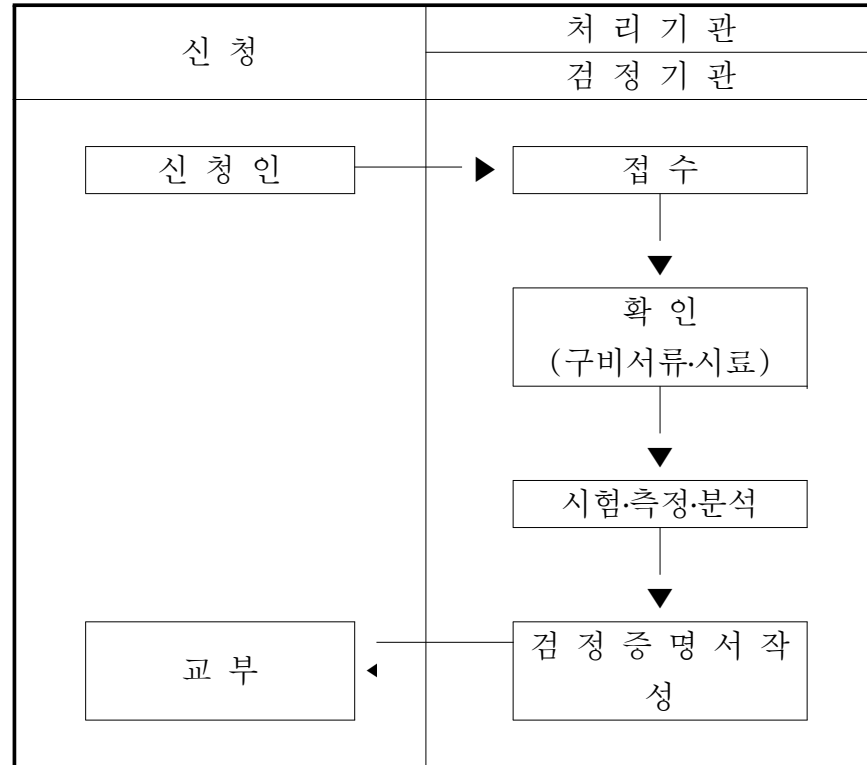 신 청
처 리 기 관
검 정 기 관
신 청 인
접 수
확 인
(구비서류·시료)
시험·측정·분석
검 정 증 명 서 작
성
교 부